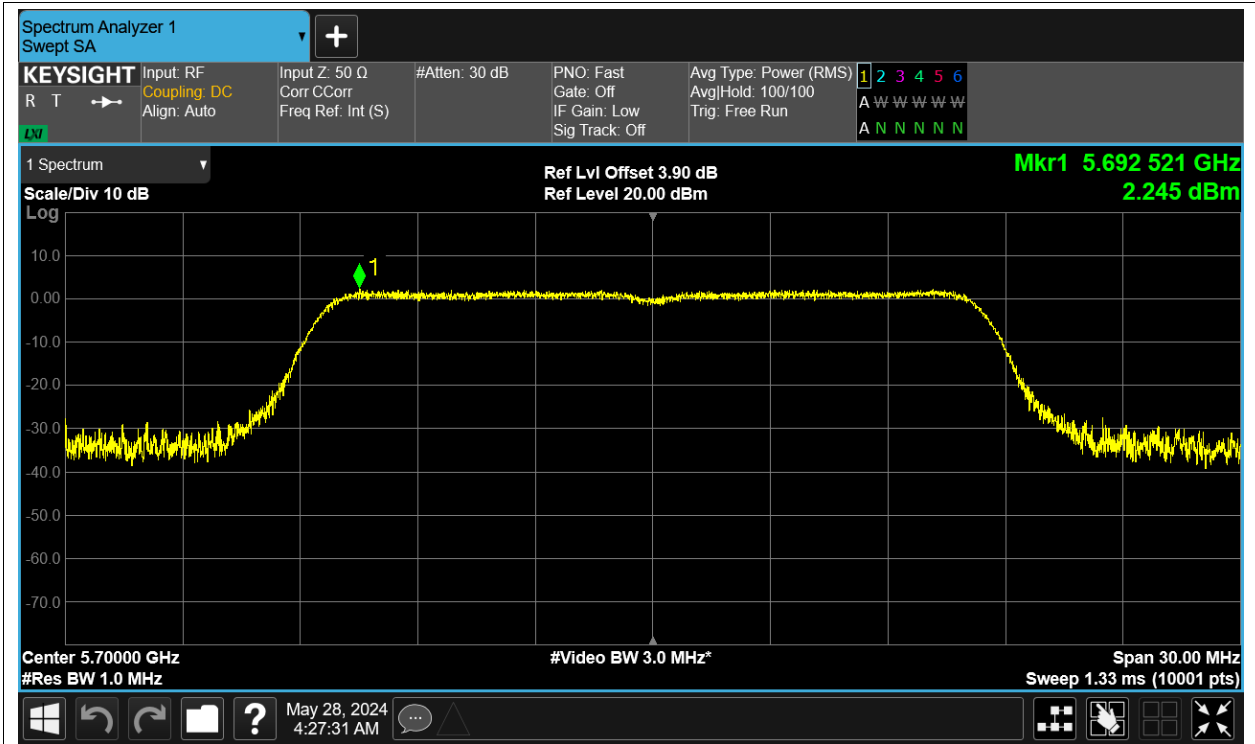 Spectrum Analyzer 1
Swept SA
KEYSIGHT
R T
LXI
Input: RF
Coupling: DC
Align: Auto
Input Z: 50 Ω
Corr CCorr
Freq Ref: Int (S)
#Atten: 30 dB
PNO: Fast
Gate: Off
IF Gain: Low
Sig Track: Off
Avg Type: Power (RMS)
Avg|Hold: 100/100
Trig: Free Run
1 2 3 4 5 6
A W W W W W
A N N N N N
1 Spectrum
Scale/Div 10 dB
Log
Ref Lvl Offset 3.90 dB
Ref Level 20.00 dBm
Mkr1 5.692 521 GHz
2.245 dBm
10.0
1
0.00
-10.0
-20.0
-30.0
-40.0
-50.0
-60.0
-70.0
Center 5.70000 GHz
#Res BW 1.0 MHz
#Video BW 3.0 MHz*
Span 30.00 MHz
Sweep 1.33 ms (10001 pts)
?
May 28, 2024
4:27:31 AM